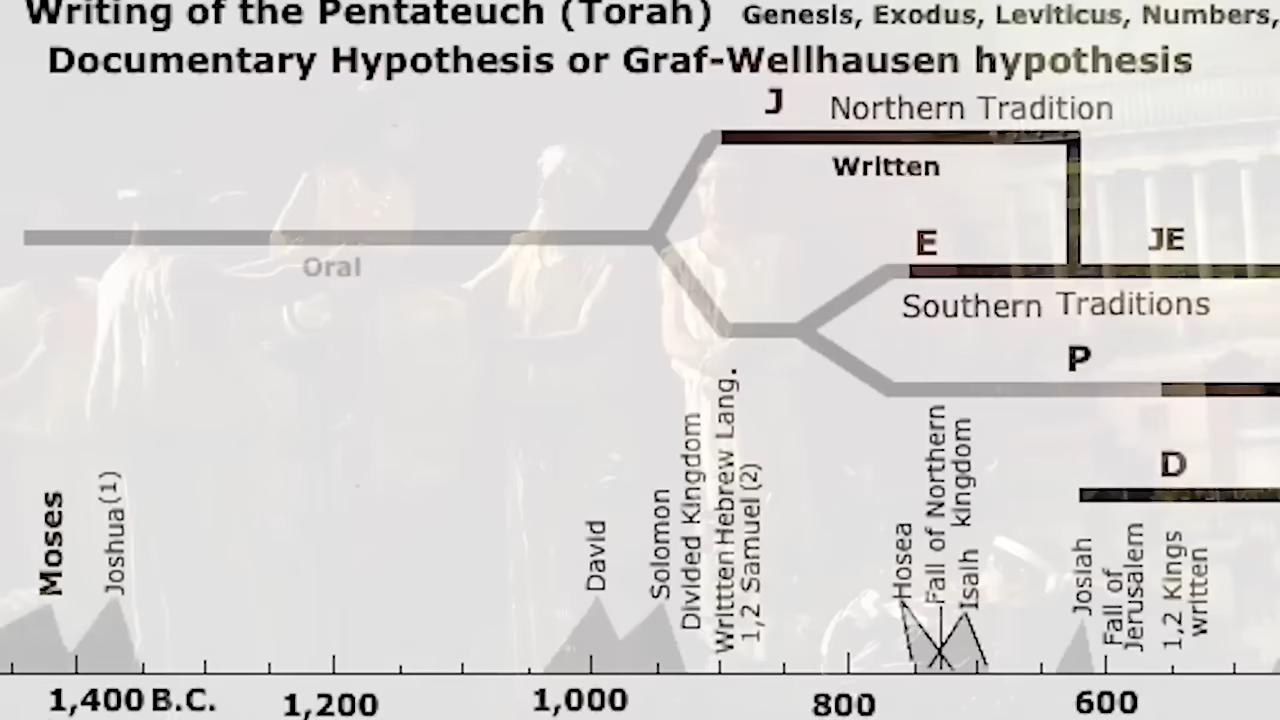 Writing of the Pentateuch (Torah) Genesis, Exodus, Leviticus, Numbers,
Documentary Hypothesis or Graf-Wellhausen hypothesis
J Northern Tradition
Written
E JE
Oral
Southern Traditions
P
D
Moses
Joshua (1)
David
Solomon
Divided Kingdom
Writtten Hebrew Lang.
1,2 Samuel (2)
Hosea
Fall of Northern
kingdom
Isaih
Josiah
Fall of
Jerusalem
1,2 Kings
written
1,400 B.C. 1,200 1,000 800 600